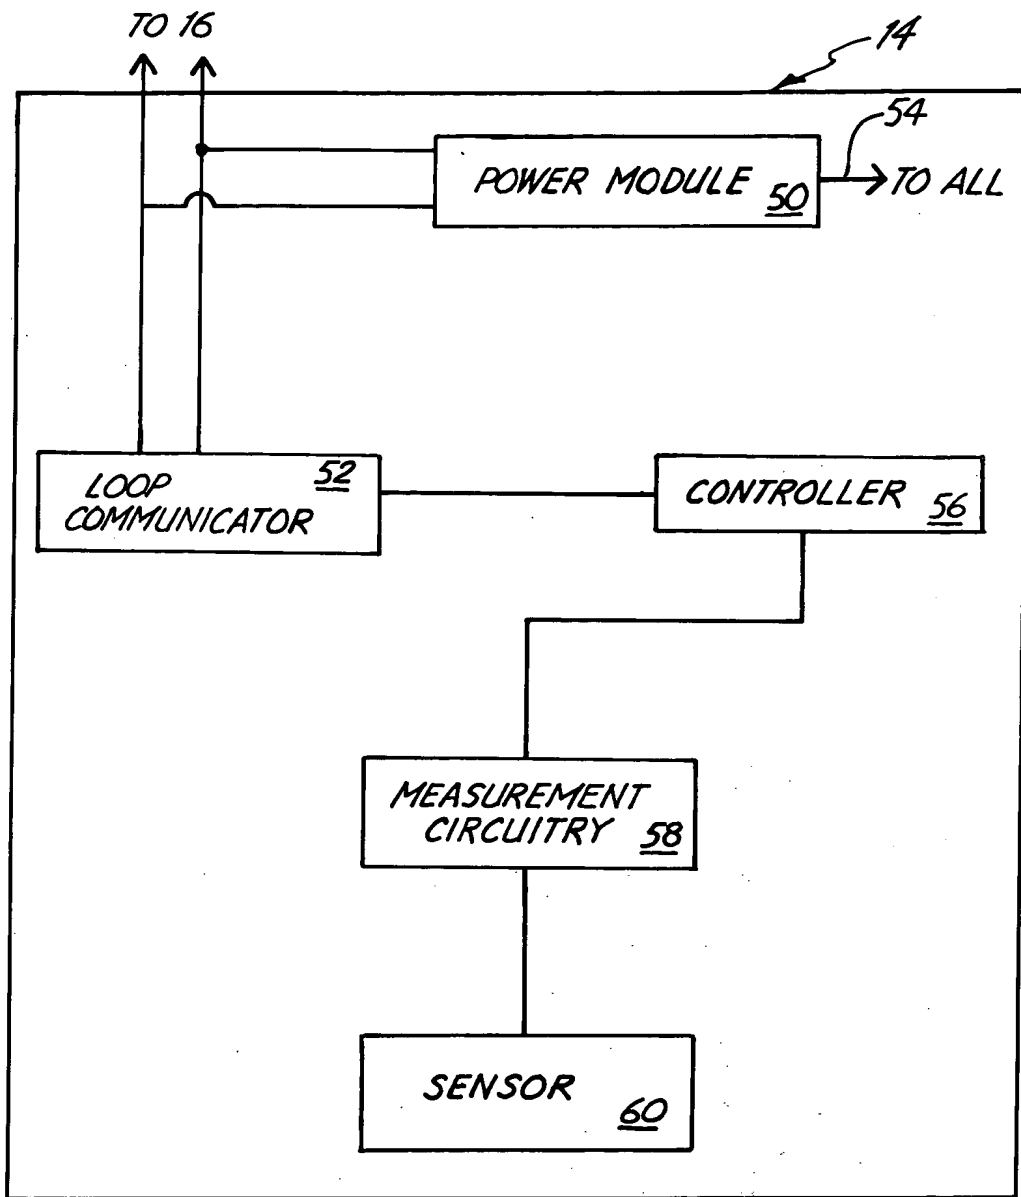 TO 16
14
54
POWER MODULE 50
TO ALL
LOOP 52
COMMUNICATOR
CONTROLLER 56
MEASUREMENT
CIRCUITRY 58
SENSOR 60